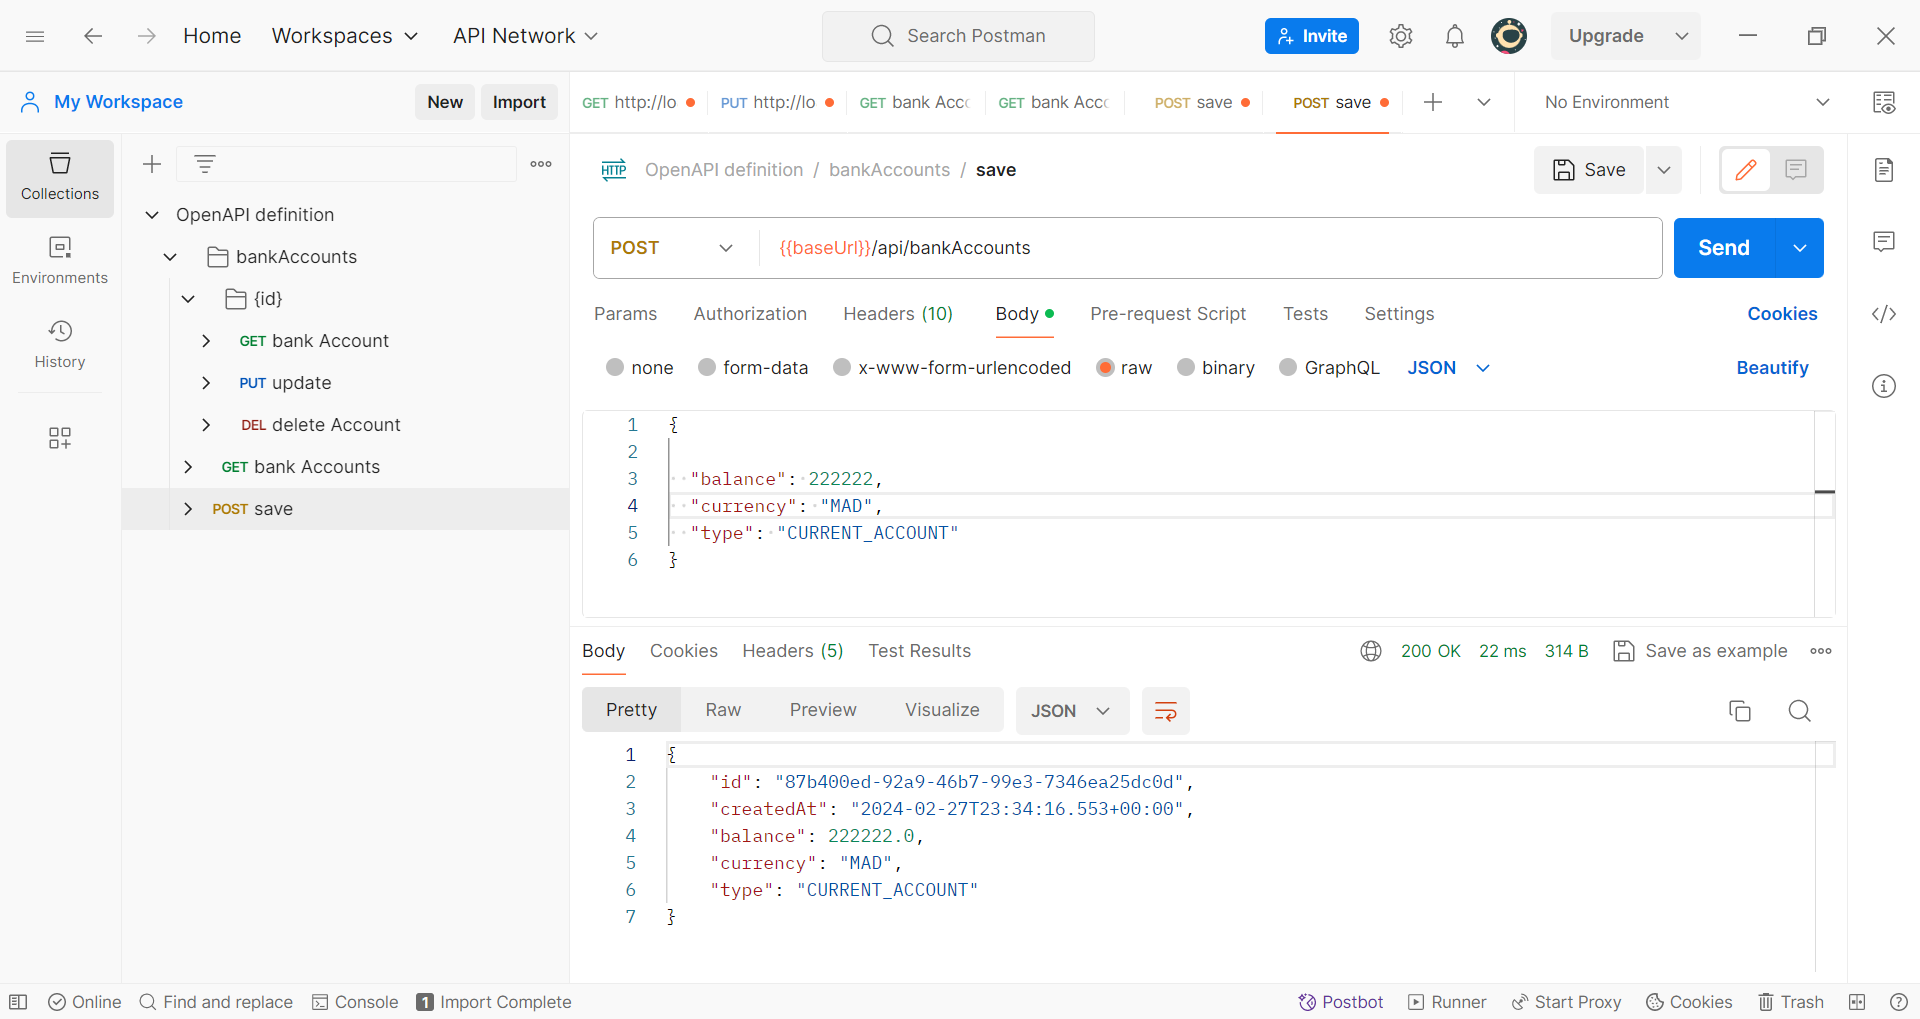 Home Workspaces API Network Search Postman Invite Upgrade
My Workspace New Import GET http://lo PUT http://lo GET bank Acc GET bank Acc POST save POST save No Environment
Collections
Environments
History
OpenAPI definition
bankAccounts
{id}
GET bank Account
PUT update
DEL delete Account
GET bank Accounts
POST save
HTTP OpenAPI definition / bankAccounts / save Save
POST {{baseUrl}}/api/bankAccounts Send
Params Authorization Headers (10) Body Pre-request Script Tests Settings Cookies
none form-data x-www-form-urlencoded raw binary GraphQL JSON Beautify
1 {
2
3 "balance": 222222,
4 "currency": "MAD",
5 "type": "CURRENT_ACCOUNT"
6 }
Body Cookies Headers (5) Test Results 200 OK 22 ms 314 B Save as example
Pretty Raw Preview Visualize JSON
1 {
2 "id": "87b400ed-92a9-46b7-99e3-7346ea25dc0d",
3 "createdAt": "2024-02-27T23:34:16.553+00:00",
4 "balance": 222222.0,
5 "currency": "MAD",
6 "type": "CURRENT_ACCOUNT"
7 }
Online Find and replace Console 1 Import Complete Postbot Runner Start Proxy Cookies Trash